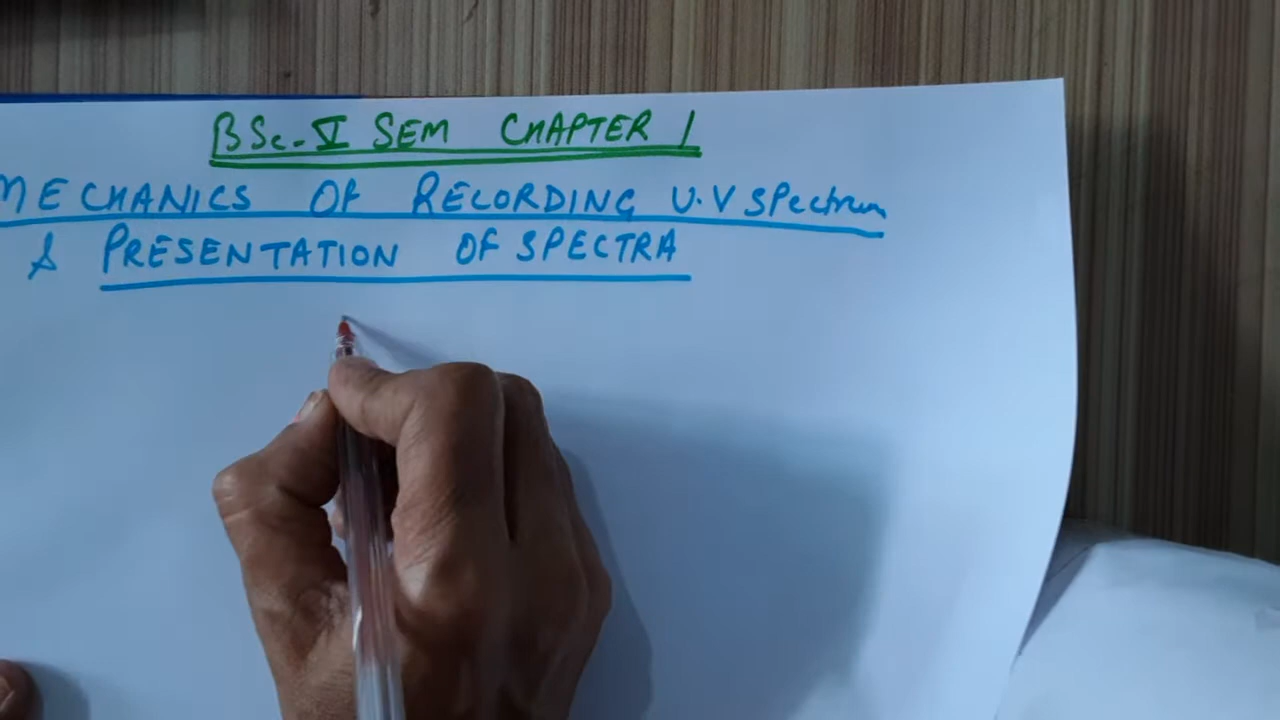 BSc-V SEM CHAPTER 1
MECHANICS Of RECORDING U.V SPectrum
& PRESENTATION OF SPECTRA